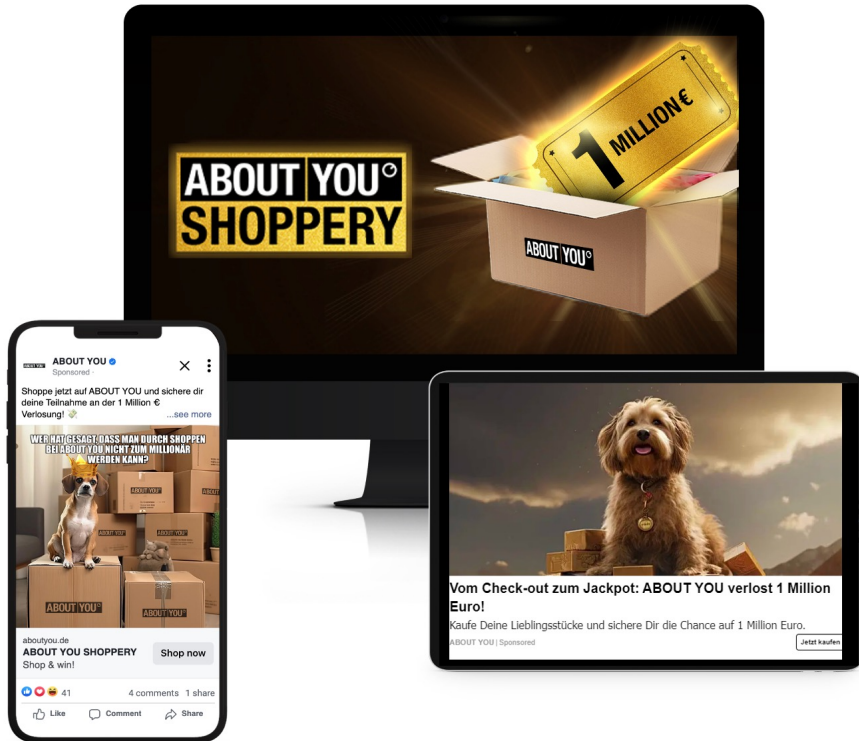 ABOUT YOU°
SHOPPERY
1 MILLION €
ABOUT YOU°
ABOUT YOU
ABOUT YOU
Sponsored ·
Shoppe jetzt auf ABOUT YOU und sichere dir
deine Teilnahme an der 1 Million €
Verlosung! 💸 ...see more
WER HAT GESAGT, DASS MAN DURCH SHOPPEN
BEI ABOUT YOU NICHT ZUM MILLIONÄR
WERDEN KANN?
ABOUT YOU°
ABOUT
ABOUT YOU°
ABOUT YOU°
ABOUT YOU°
ABOUT YOU°
aboutyou.de
ABOUT YOU SHOPPERY
Shop & win!
Shop now
41
4 comments 1 share
Like Comment Share
Vom Check-out zum Jackpot: ABOUT YOU verlost 1 Million
Euro!
Kaufe Deine Lieblingsstücke und sichere Dir die Chance auf 1 Million Euro.
ABOUT YOU | Sponsored
Jetzt kaufen